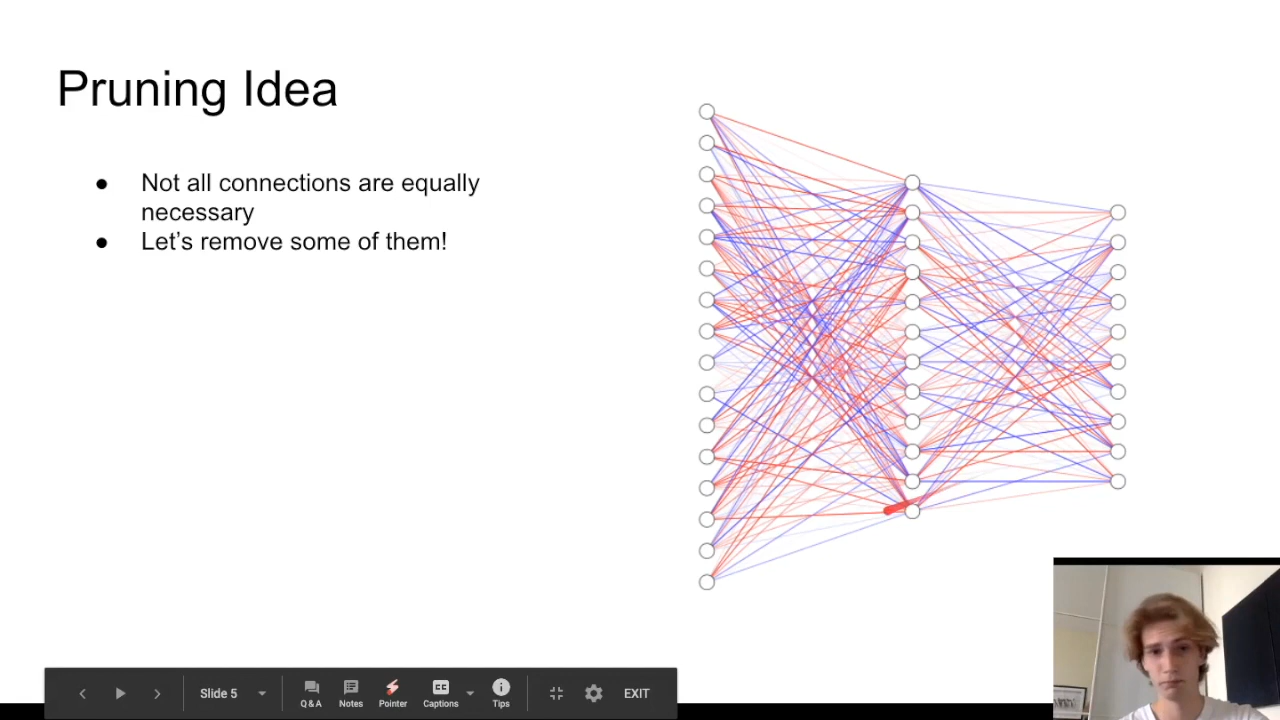 Pruning Idea
● Not all connections are equally
necessary
● Let's remove some of them!
Slide 5
Q & A
Notes
Pointer
CC
Captions
Tips
EXIT